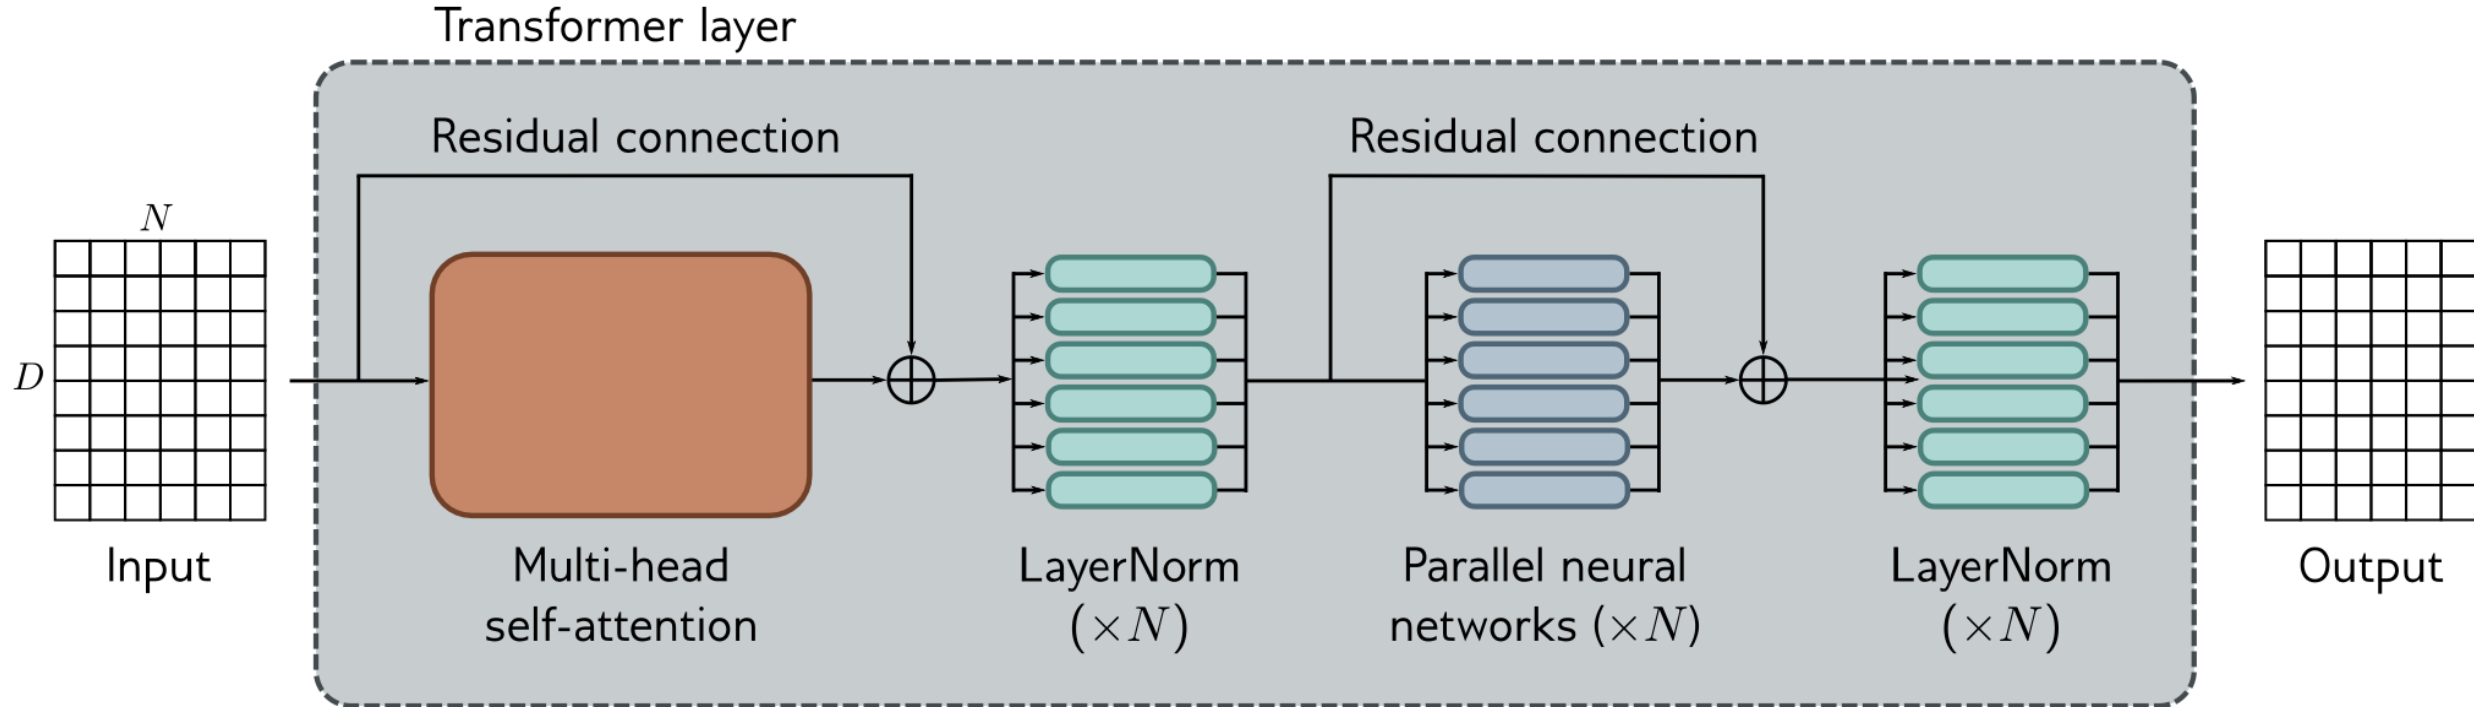 Transformer layer
Residual connection
Residual connection
N
D
Input
Multi-head
self-attention
LayerNorm
(×N)
Parallel neural
networks (×N)
LayerNorm
(×N)
Output